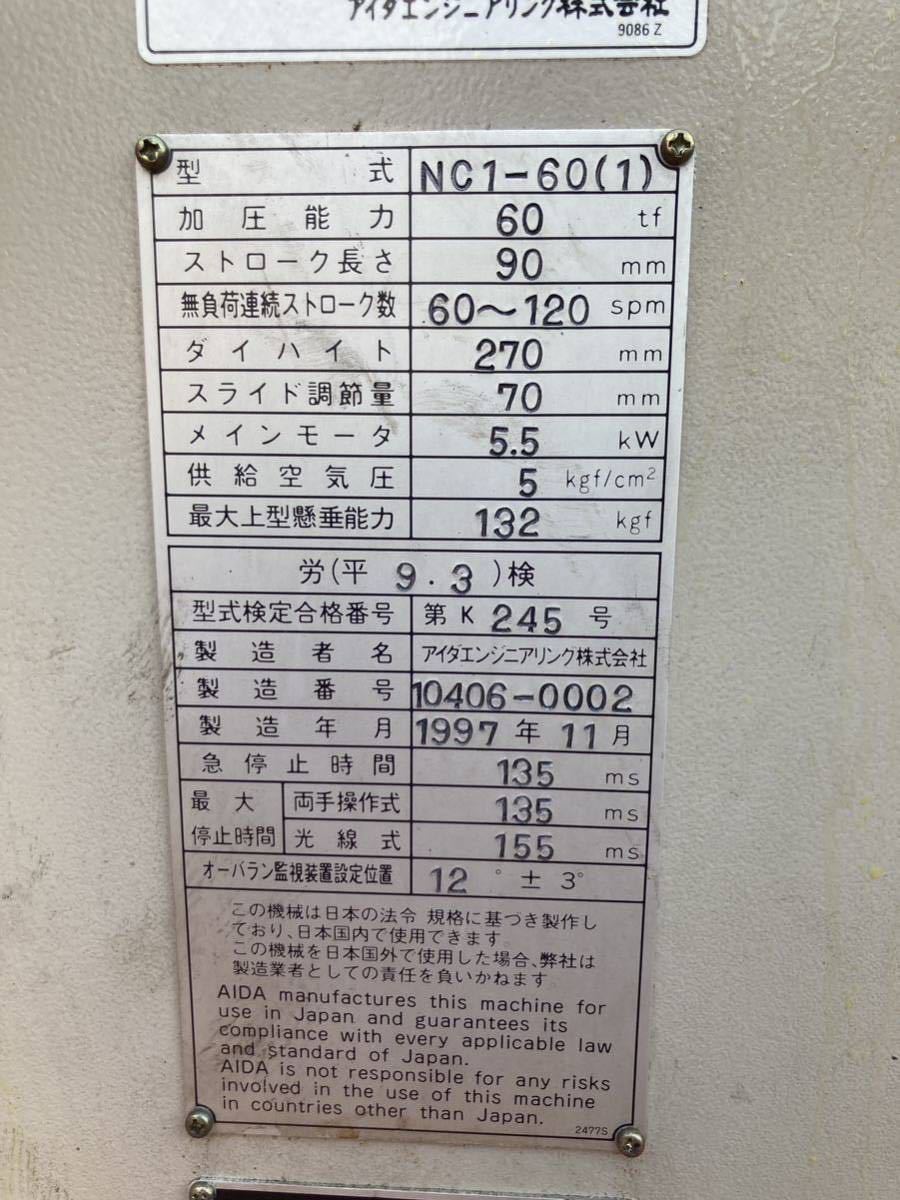 アイダエンジニアリング株式会社
9086 Z
型 式 NC1-60(1)
加圧能力 60 tf
ストローク長さ 90 mm
無負荷連続ストローク数 60～120 spm
ダイハイト 270 mm
スライド調節量 70 mm
メインモータ 5.5 kW
供給空気圧 5 kgf/cm²
最大上型懸垂能力 132 kgf
労(平 9.3)検
型式検定合格番号 第K 245 号
製造者名 アイダエンジニアリング株式会社
製造番号 10406-0002
製造年月 1997年11月
急停止時間 135 ms
最大 両手操作式 135 ms
停止時間 光線式 155 ms
オーバラン監視装置設定位置 12°±3°
この機械は日本の法令 規格に基づき製作し
ており、日本国内で使用できます。
この機械を日本国外で使用した場合、弊社は
製造業者としての責任を負いかねます。
AIDA manufactures this machine for
use in Japan and guarantees its
compliance with every applicable law
and standard of Japan.
AIDA is not responsible for any risks
involved in the use of this machine
in countries other than Japan.
2477S